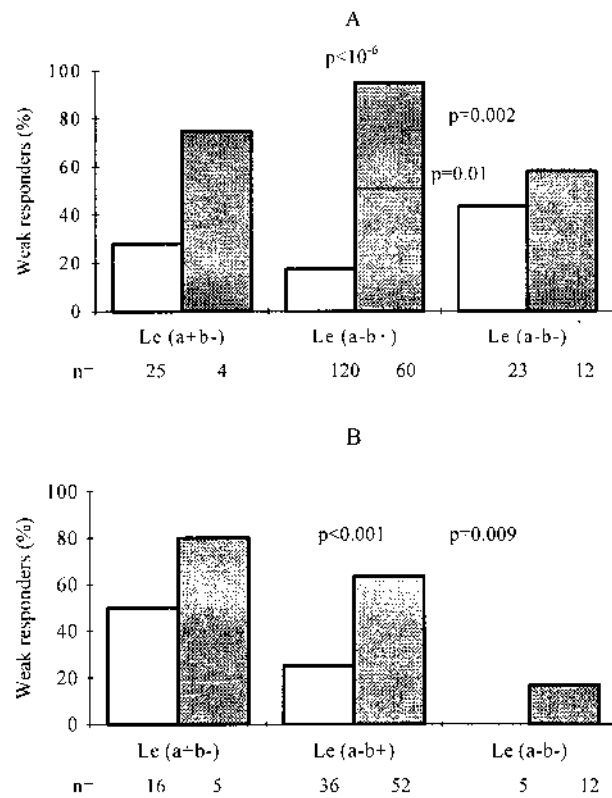 A
p<10⁻⁶
100
80
p=0.002
60
p=0.01
40
20
0
Weak responders (%)
Le (a+b-) Le (a-b·) Le (a-b-)
n= 25 4 120 60 23 12
B
100
80
p<0.001 p=0.009
60
40
20
0
Weak responders (%)
Le (a+b-) Le (a-b+) Le (a-b-)
n= 16 5 36 52 5 12